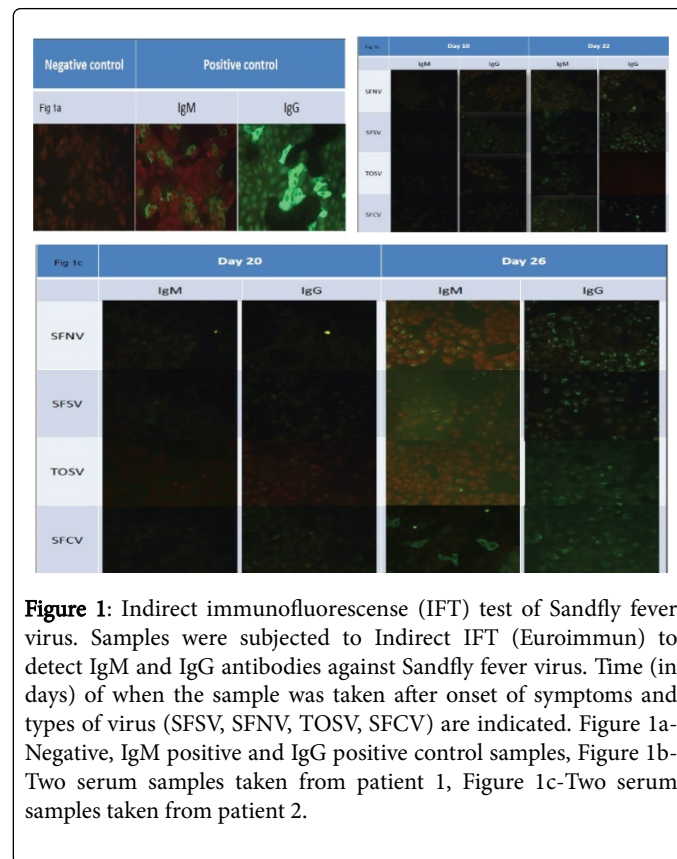 Negative control Positive control
Fig 1a IgM IgG
Fig 1b Day 10 Day 22
IgM IgG IgM IgG
SFNV
SFSV
TOSV
SFCV
Fig 1c Day 20 Day 26
IgM IgG IgM IgG
SFNV
SFSV
TOSV
SFCV
Figure 1: Indirect immunofluorescense (IFT) test of Sandfly fever
virus. Samples were subjected to Indirect IFT (Euroimmun) to
detect IgM and IgG antibodies against Sandfly fever virus. Time (in
days) of when the sample was taken after onset of symptoms and
types of virus (SFSV, SFNV, TOSV, SFCV) are indicated. Figure 1a-
Negative, IgM positive and IgG positive control samples, Figure 1b-
Two serum samples taken from patient 1, Figure 1c-Two serum
samples taken from patient 2.